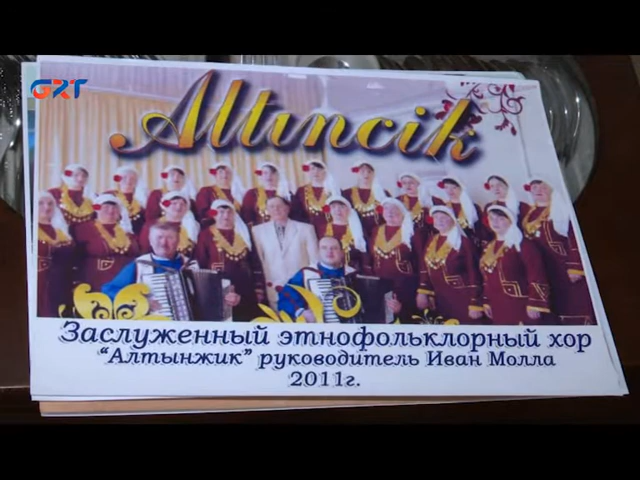 GRT
Altıncik
Заслуженный этнофольклорный хор
“Алтынжик” руководитель Иван Молла
2011г.